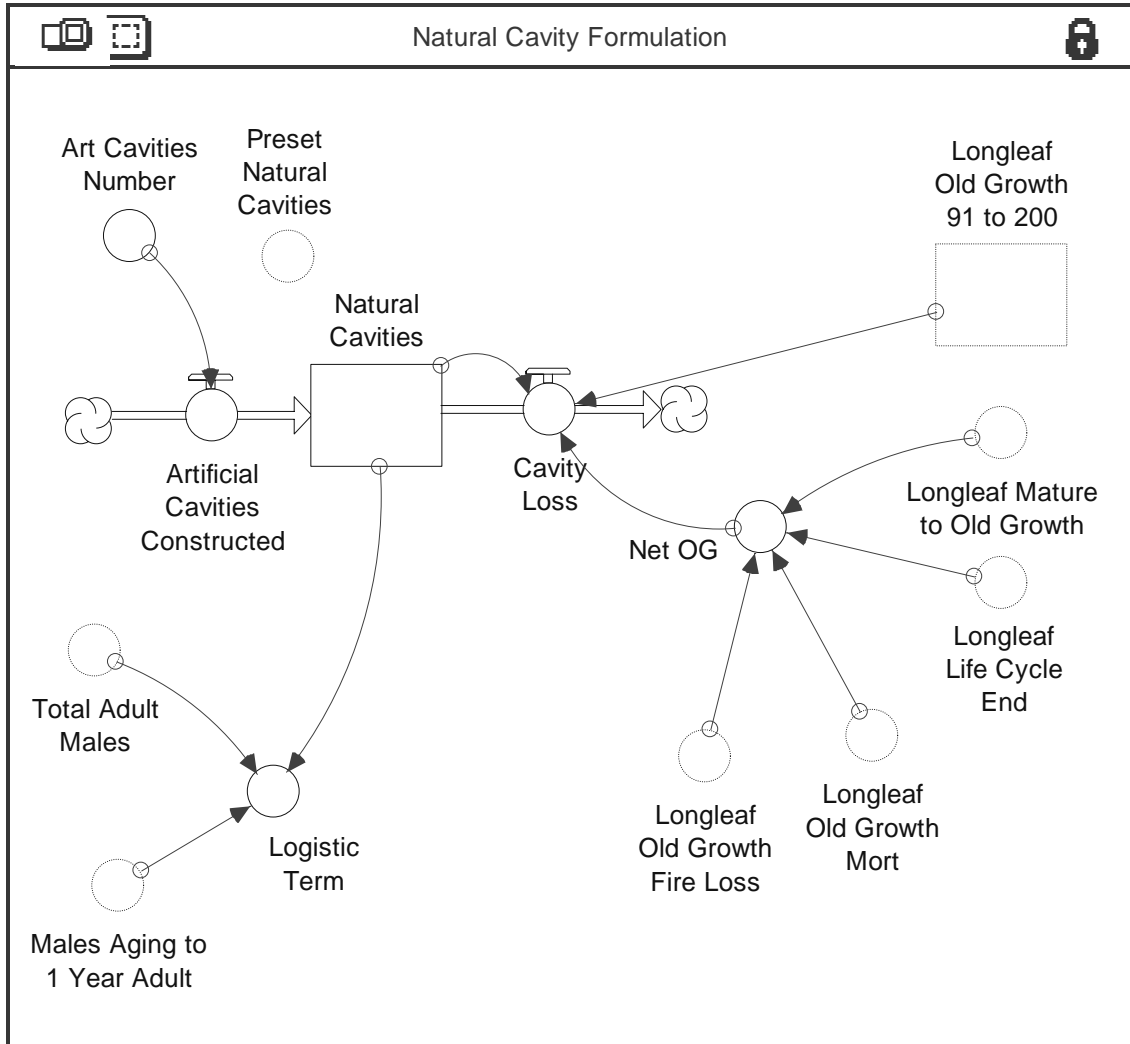 Natural Cavity Formulation
Art Cavities
Number
Preset
Natural
Cavities
Longleaf
Old Growth
91 to 200
Natural
Cavities
Artificial
Cavities
Constructed
Cavity
Loss
Net OG
Longleaf Mature
to Old Growth
Longleaf
Life Cycle
End
Total Adult
Males
Logistic
Term
Longleaf
Old Growth
Fire Loss
Longleaf
Old Growth
Mort
Males Aging to
1 Year Adult